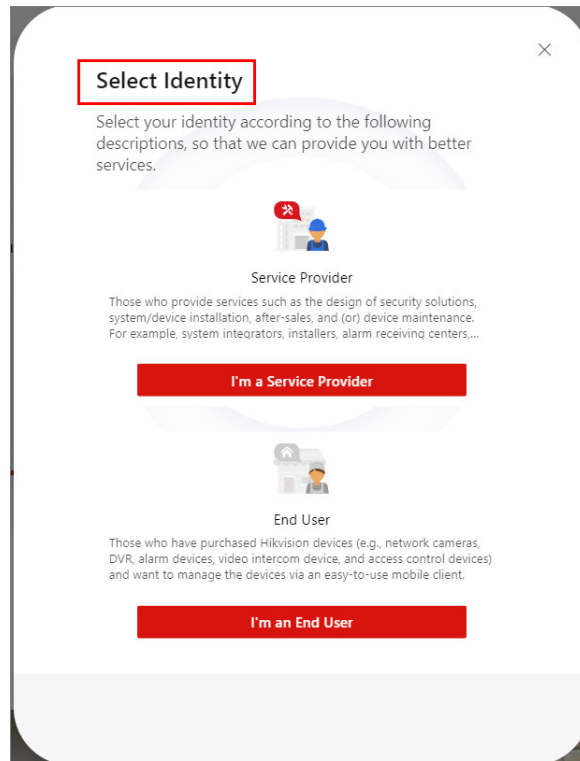 Select Identity
Select your identity according to the following
descriptions, so that we can provide you with better
services.
Service Provider
Those who provide services such as the design of security solutions,
system/device installation, after-sales, and (or) device maintenance.
For example, system integrators, installers, alarm receiving centers,...
I'm a Service Provider
End User
Those who have purchased Hikvision devices (e.g., network cameras,
DVR, alarm devices, video intercom device, and access control devices)
and want to manage the devices via an easy-to-use mobile client.
I'm an End User